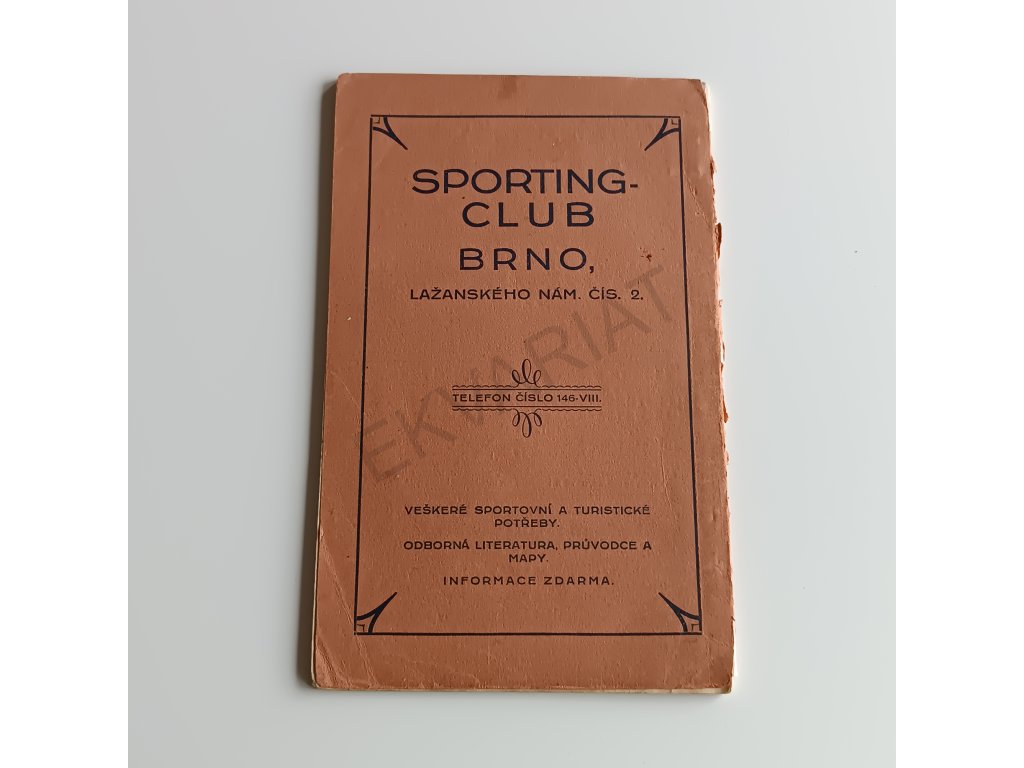 SPORTING-
CLUB
BRNO,
LAŽANSKÉHO NÁM. ČÍS. 2.
EKVARIAT
TELEFON ČÍSLO 146-VIII.
VEŠKERÉ SPORTOVNÍ A TURISTICKÉ
POTŘEBY.
ODBORNÁ LITERATURA, PRŮVODCE A
MAPY.
INFORMACE ZDARMA.